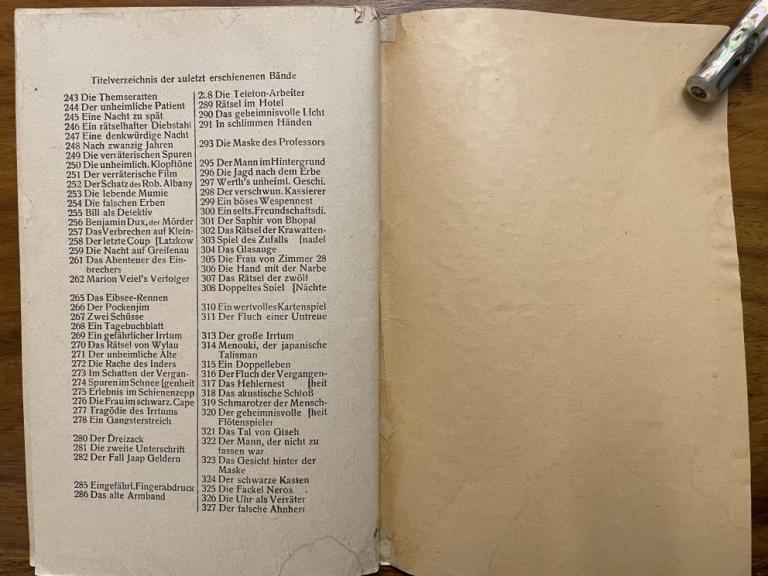 Titelverzeichnis der zuletzt erschienenen Bände
243 Die Themseratten
244 Der unheimliche Patient
245 Eine Nacht zu spät
246 Ein rätselhafter Diebstahl
247 Eine denkwürdige Nacht
248 Nach zwanzig Jahren
249 Die verräterischen Spuren
250 Die unheimlich. Klopftöne
251 Der verräterische Film
252 Der Schatz des Rob. Albany
253 Die lebende Mumie
254 Die falschen Erben
255 Bill als Detektiv
256 Benjamin Dux, der Mörder
257 Das Verbrechen auf Klein-
258 Der letzte Coup [Latzkow
259 Die Nacht auf Greifenau
261 Das Abenteuer des Ein-
brechers
262 Marion Veiel's Verfolger
265 Das Eibsee-Rennen
266 Der Pockenjim
267 Zwei Schüsse
268 Ein Tagebuchblatt
269 Ein gefährlicher Irrtum
270 Das Rätsel von Wylau
271 Der unheimliche Alte
272 Die Rache des Inders
273 Im Schatten der Vergan-
274 Spuren im Schnee [genheit
275 Erlebnis im Schienenzepp
276 Die Frau im schwarz. Cape
277 Tragödie des Irrtums
278 Ein Gangsterstreich
280 Der Dreizack
281 Die zweite Unterschrift
282 Der Fall Jaap Geldern
285 Eingefährl. Fingerabdruck
286 Das alte Armband
288 Die Telefon-Arbeiter
289 Rätsel im Hotel
290 Das geheimnisvolle Licht
291 In schlimmen Händen
293 Die Maske des Professors
295 Der Mann im Hintergrund
296 Die Jagd nach dem Erbe
297 Werth's unheiml. Geschi.
298 Der verschwun. Kassierer
299 Ein böses Wespennest
300 Ein selts. Freundschaftsdi.
301 Der Saphir von Bhopal
302 Das Rätsel der Krawatten-
303 Spiel des Zufalls [nadel
304 Das Glasauge
305 Die Frau von Zimmer 28
306 Die Hand mit der Narbe
307 Das Rätsel der zwölf
308 Doppeltes Spiel [Nächte
310 Ein wertvolles Kartenspiel
311 Der Fluch einer Untreue
313 Der große Irrtum
314 Menouki, der japanische
Talisman
315 Ein Doppelleben
316 Der Fluch der Vergangen-
317 Das Hehlernest [heit
318 Das akustische Schloß
319 Schmarotzer der Mensch-
320 Der geheimnisvolle [heit
Flötenspieler
321 Das Tal von Giseh
322 Der Mann, der nicht zu
fassen war
323 Das Gesicht hinter der
Maske
324 Der schwarze Kasten
325 Die Fackel Neros
326 Die Uhr als Verräter
327 Der falsche Ahnherr